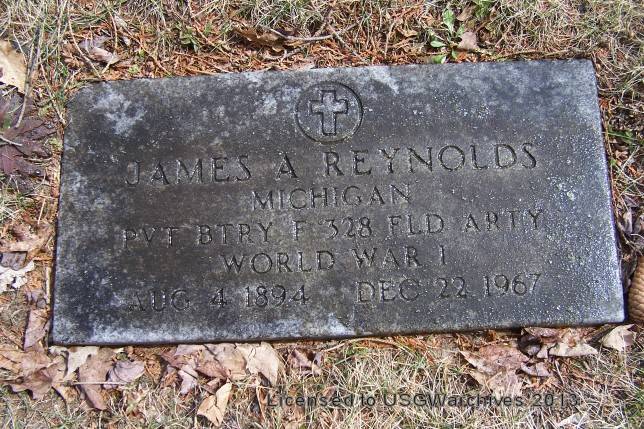 JAMES A REYNOLDS
MICHIGAN
PVT BTRY F 328 FLD ARTY
WORLD WAR I
AUG 4 1894 DEC 22 1967
Licensed to USGWarchives 2013